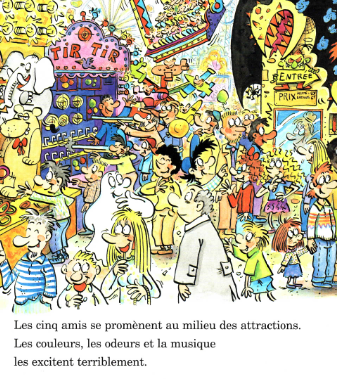 TIR TIR
ENTREE
PRIX
Les cinq amis se promènent au milieu des attractions.
Les couleurs, les odeurs et la musique
les excitent terriblement.